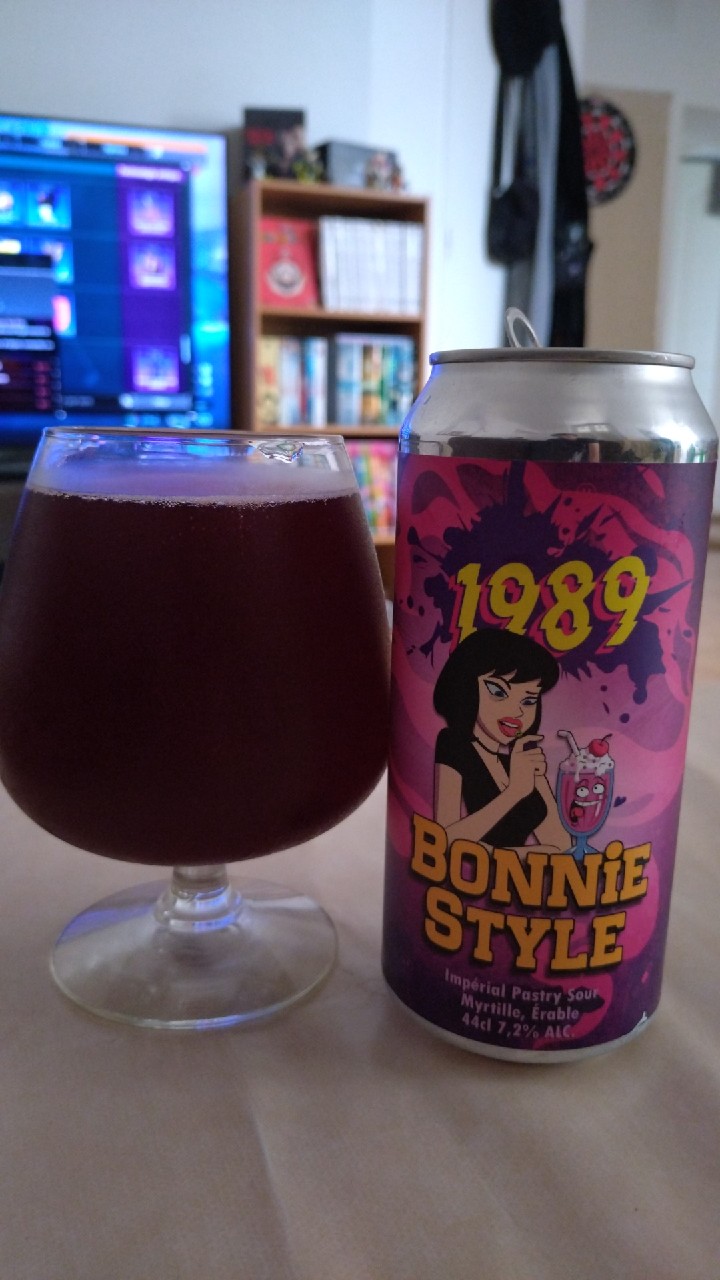 1989
BONNiE
STYLE
Impérial Pastry Sour
Myrtille, Érable
44cl 7,2% ALC.